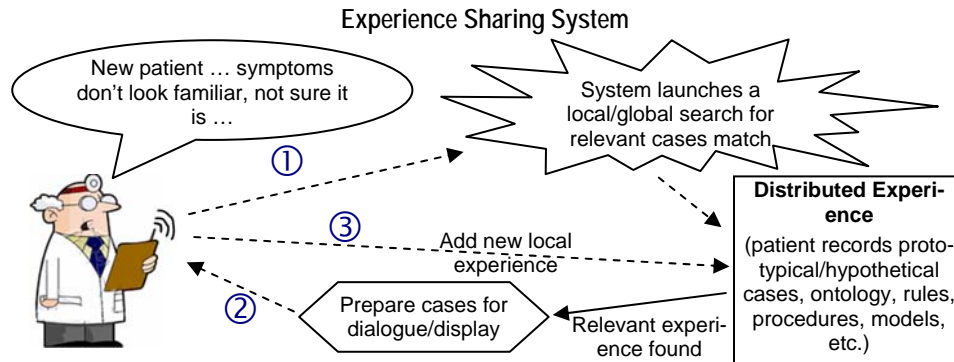 Experience Sharing System
New patient … symptoms
don't look familiar, not sure it
is …
System launches a
local/global search for
relevant cases match
①
Distributed Experi-
ence
(patient records proto-
typical/hypothetical
cases, ontology, rules,
procedures, models,
etc.)
③
Add new local
experience
②
Prepare cases for
dialogue/display
Relevant experi-
ence found